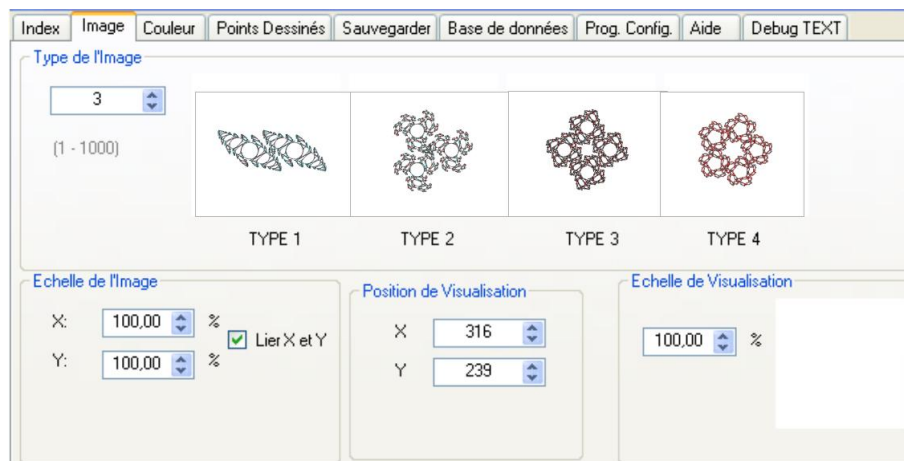 Index Image Couleur Points Dessinés Sauvegarder Base de données Prog. Config. Aide Debug TEXT
Type de l'Image
3
(1 - 1000)
TYPE 1 TYPE 2 TYPE 3 TYPE 4
Echelle de l'Image
X: 100,00 %
Y: 100,00 %
Lier X et Y
Position de Visualisation
X 316
Y 239
Echelle de Visualisation
100,00 %